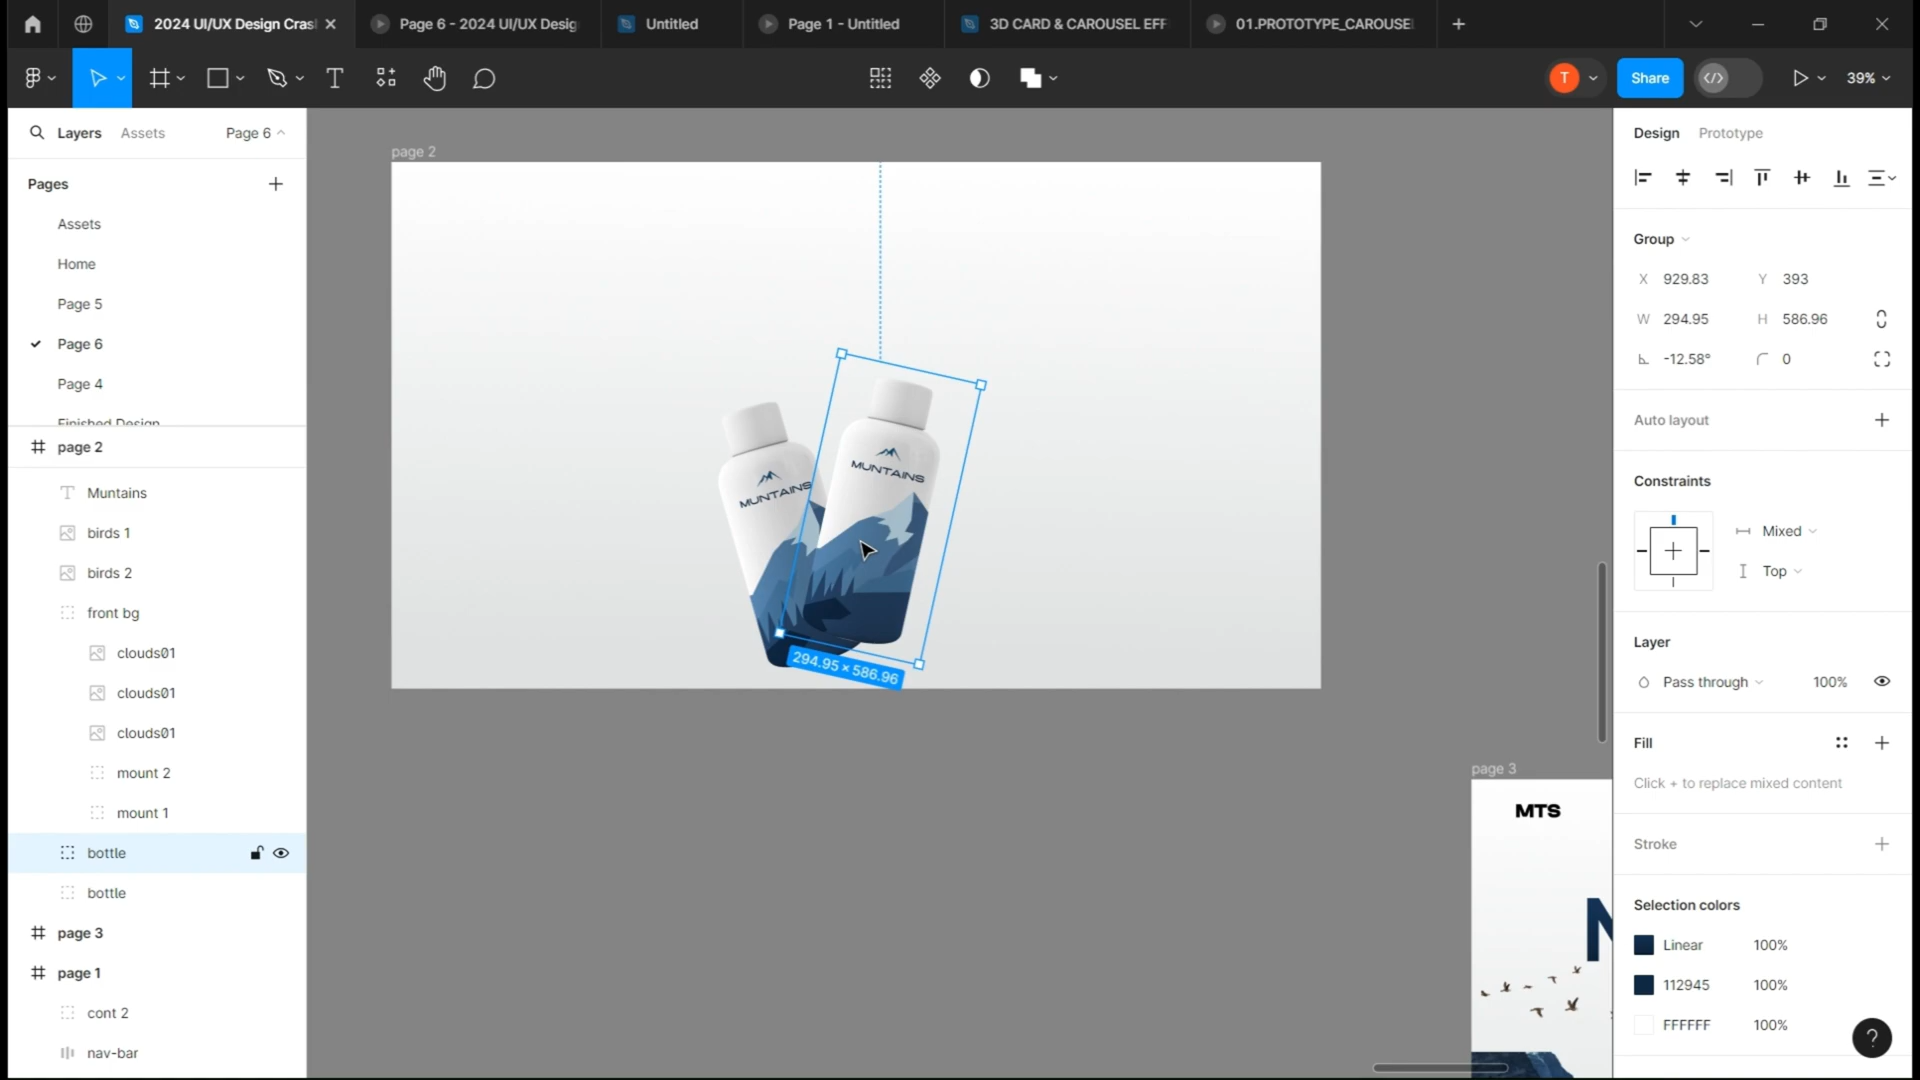 2024 UI/UX Design Cras
Page 6 - 2024 UI/UX Desig
Untitled
Page 1 - Untitled
3D CARD & CAROUSEL EFF
01.PROTOTYPE_CAROUSE
T
Share
39%
Layers
Assets
Page 6
Pages
Assets
Home
Page 5
Page 6
Page 4
Finished Design
page 2
Muntains
birds 1
birds 2
front bg
clouds01
clouds01
clouds01
mount 2
mount 1
bottle
bottle
page 3
page 1
cont 2
nav-bar
page 2
MUNTAINS
MUNTAINS
294.95 × 586.96
page 3
MTS
Design
Prototype
Group
X 929.83
Y 393
W 294.95
H 586.96
-12.58°
0
Auto layout
Constraints
Mixed
Top
Layer
Pass through
100%
Fill
Click + to replace mixed content
Stroke
Selection colors
Linear 100%
112945 100%
FFFFFF 100%
?